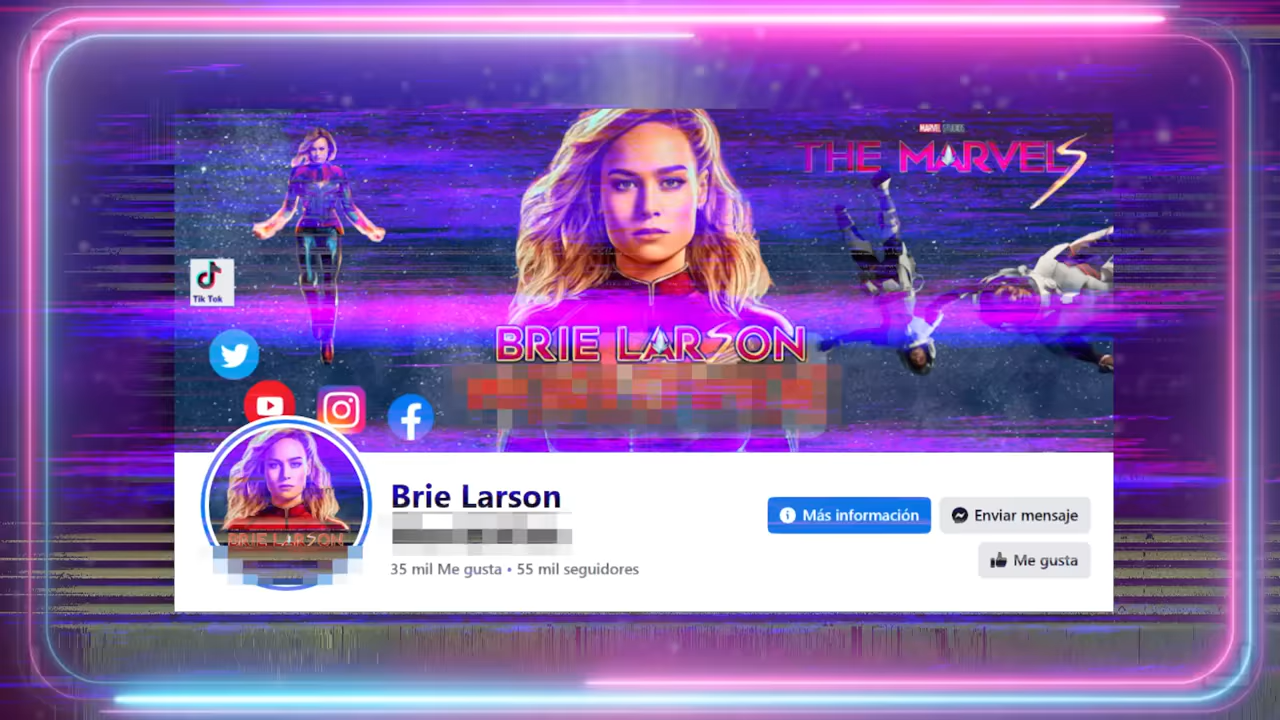 MARVEL STUDIOS
THE MARVELS
Tik Tok
BRIE LARSON
BRIE LARSON
Brie Larson
35 mil Me gusta • 55 mil seguidores
Más información
Enviar mensaje
Me gusta